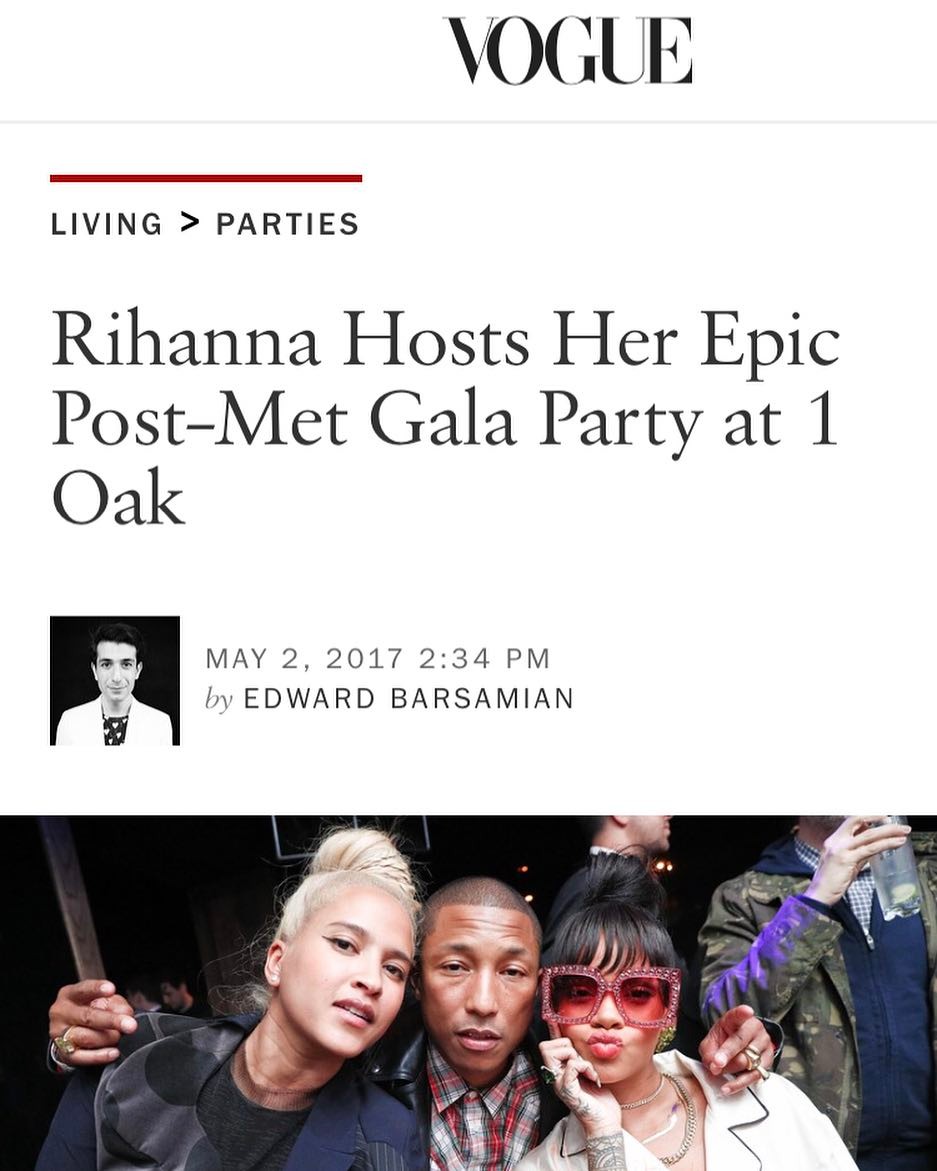 VOGUE
LIVING > PARTIES
Rihanna Hosts Her Epic
Post-Met Gala Party at 1
Oak
MAY 2, 2017 2:34 PM
by EDWARD BARSAMIAN